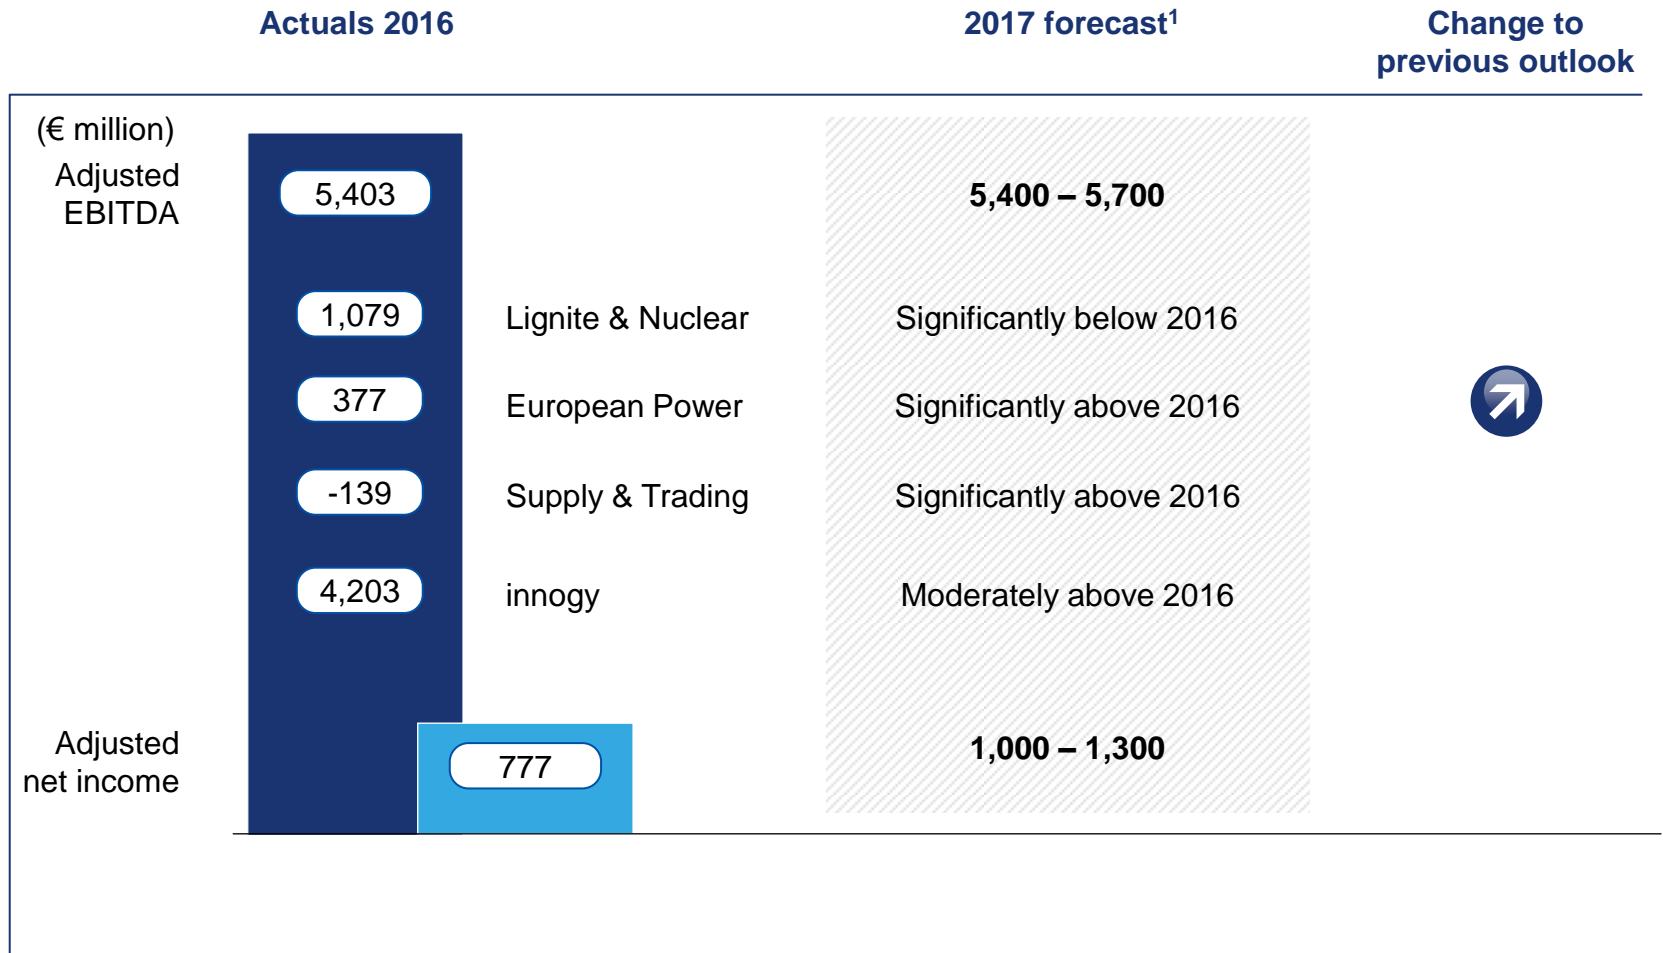 Actuals 2016
2017 forecast¹
Change to
previous outlook
(€ million)
Adjusted
EBITDA
5,403
5,400 – 5,700
1,079
Lignite & Nuclear
Significantly below 2016
377
European Power
Significantly above 2016
-139
Supply & Trading
Significantly above 2016
4,203
innogy
Moderately above 2016
Adjusted
net income
777
1,000 – 1,300